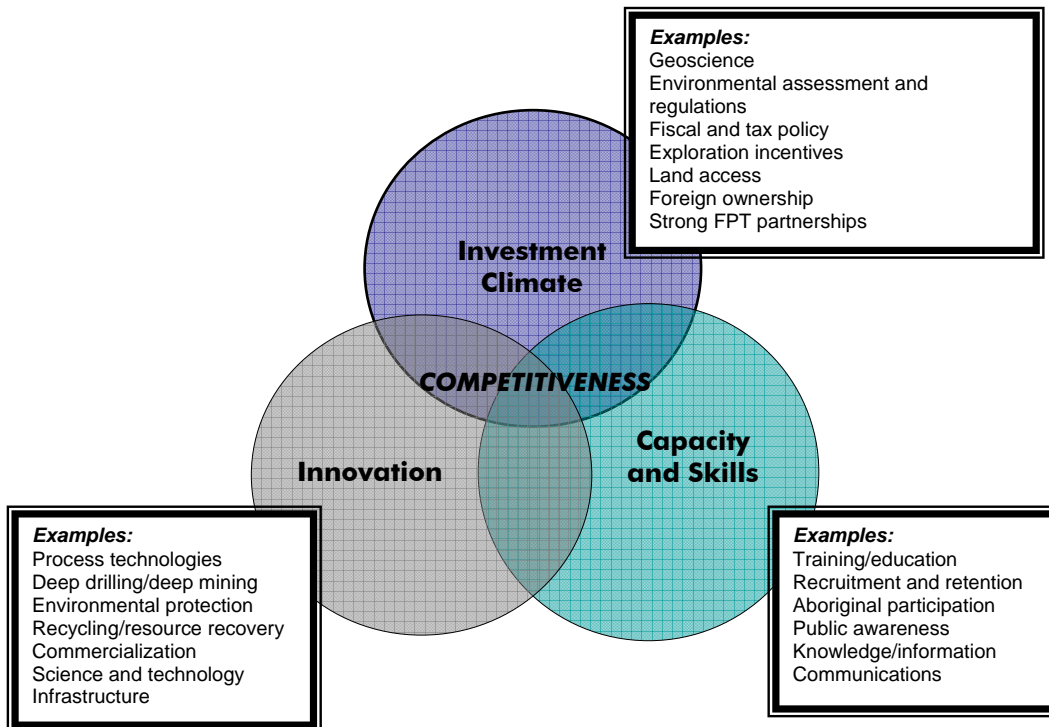 Examples:
Geoscience
Environmental assessment and
regulations
Fiscal and tax policy
Exploration incentives
Land access
Foreign ownership
Strong FPT partnerships
Investment
Climate
COMPETITIVENESS
Innovation
Capacity
and Skills
Examples:
Process technologies
Deep drilling/deep mining
Environmental protection
Recycling/resource recovery
Commercialization
Science and technology
Infrastructure
Examples:
Training/education
Recruitment and retention
Aboriginal participation
Public awareness
Knowledge/information
Communications